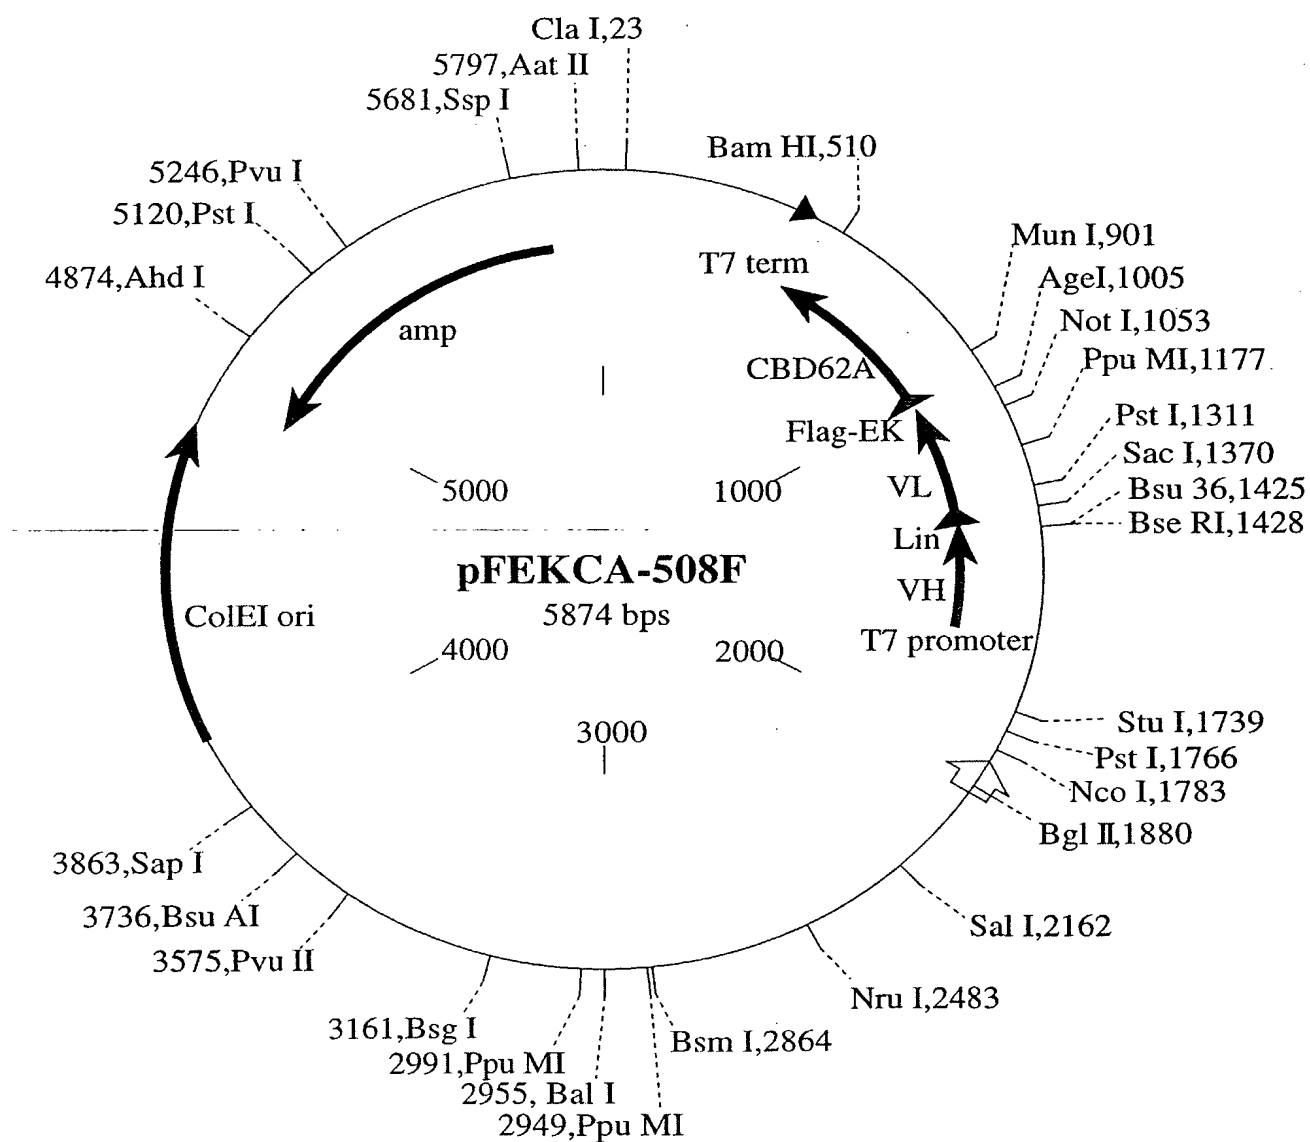 Cla I,23
5797,Aat II
5681,Ssp I
Bam HI,510
5246,Pvu I
5120,Pst I
4874,Ahd I
Mun I,901
AgeI,1005
Not I,1053
Ppu MI,1177
Pst I,1311
Sac I,1370
Bsu 36,1425
Bse RI,1428
T7 term
amp
CBD62A
Flag-EK
VL
Lin
VH
T7 promoter
5000
1000
pFEKCA-508F
5874 bps
ColEI ori
4000
2000
3000
Stu I,1739
Pst I,1766
Nco I,1783
Bgl II,1880
Sal I,2162
Nru I,2483
Bsm I,2864
3863,Sap I
3736,Bsu AI
3575,Pvu II
3161,Bsg I
2991,Ppu MI
2955, Bal I
2949,Ppu MI